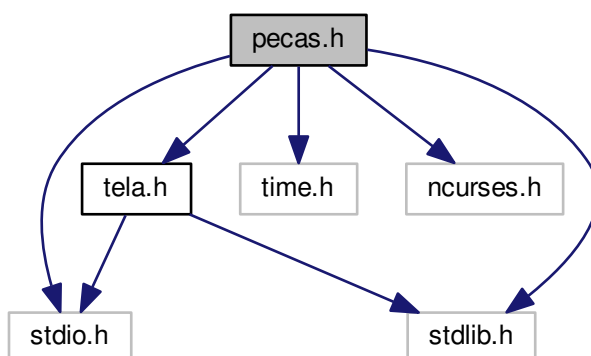 pecas.h
tela.h
time.h
ncurses.h
stdio.h
stdlib.h